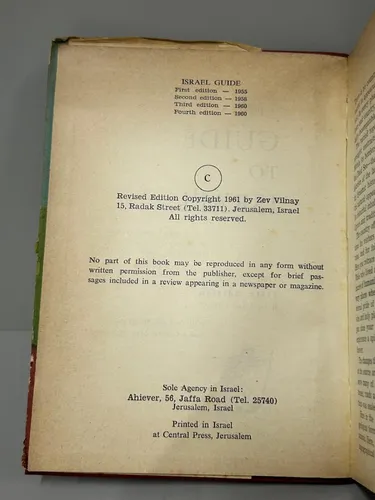 ISRAEL GUIDE
First edition — 1955
Second edition — 1956
Third edition — 1960
Fourth edition — 1960
C
Revised Edition Copyright 1961 by Zev Vilnay
15, Radak Street (Tel. 33711). Jerusalem, Israel
All rights reserved.
No part of this book may be reproduced in any form without
written permission from the publisher, except for brief pas-
sages included in a review appearing in a newspaper or magazine.
Sole Agency in Israel:
Ahiever, 56, Jaffa Road (Tel. 25740)
Jerusalem, Israel
Printed in Israel
at Central Press, Jerusalem